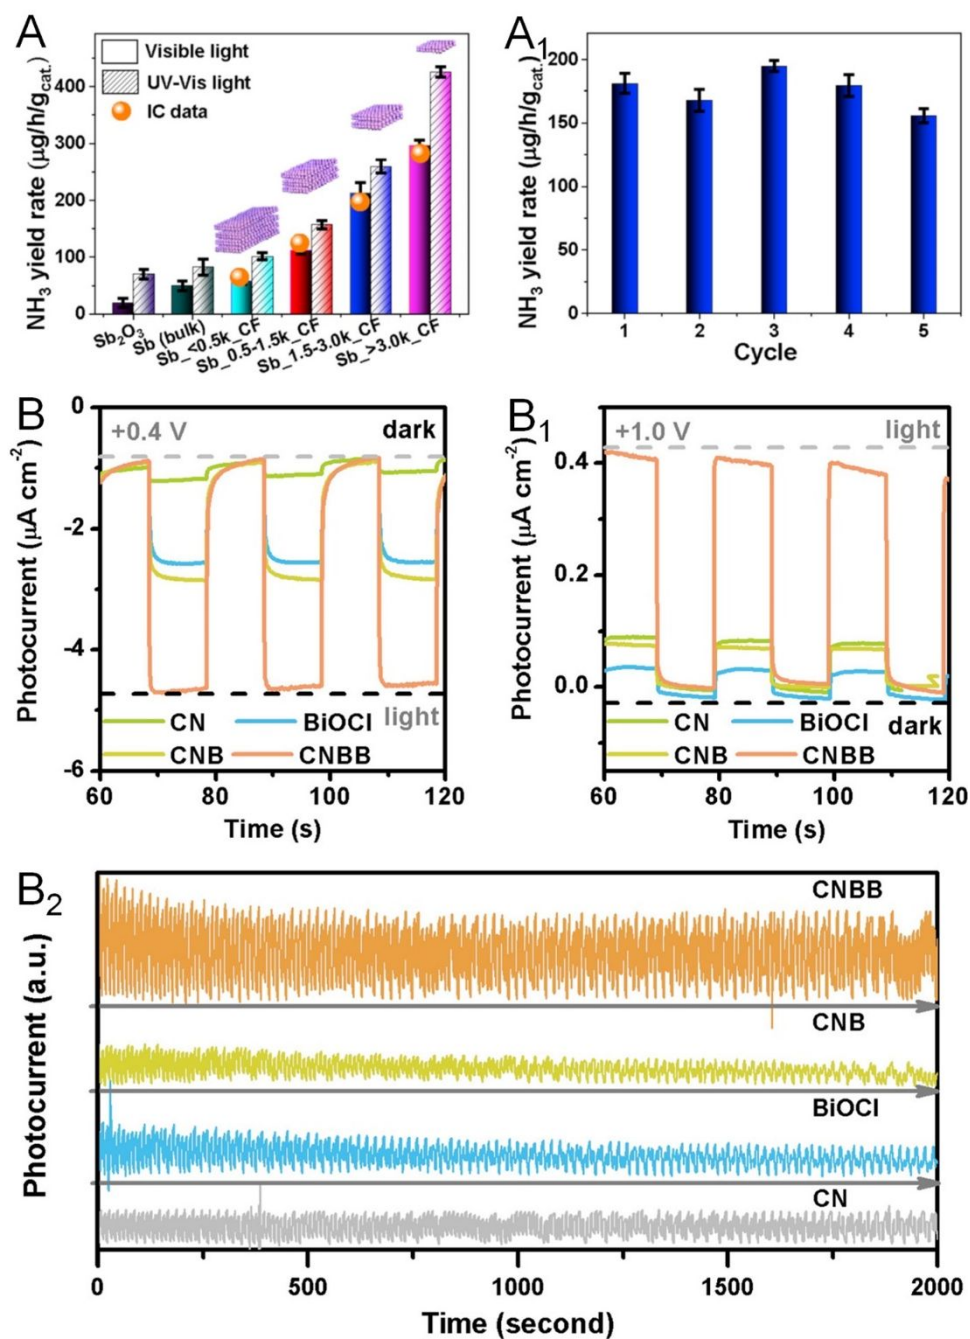 A
NH₃ yield rate (µg/h/g_cat.)
400
300
200
100
0
Visible light
UV-Vis light
IC data
Sb₂O₃
Sb (bulk)
Sb_<0.5k_CF
Sb_0.5-1.5k_CF
Sb_1.5-3.0k_CF
Sb_>3.0k_CF
A₁
NH₃ yield rate (µg/h/g_cat.)
200
150
100
50
0
1 2 3 4 5
Cycle
B
Photocurrent (µA cm⁻²)
0
-2
-4
-6
+0.4 V
dark
light
CN BiOCl
CNB CNBB
60 80 100 120
Time (s)
B₁
Photocurrent (µA cm⁻²)
0.4
0.2
0.0
+1.0 V
light
dark
CN BiOCl
CNB CNBB
60 80 100 120
Time (s)
B₂
Photocurrent (a.u.)
CNBB
CNB
BiOCl
CN
0 500 1000 1500 2000
Time (second)